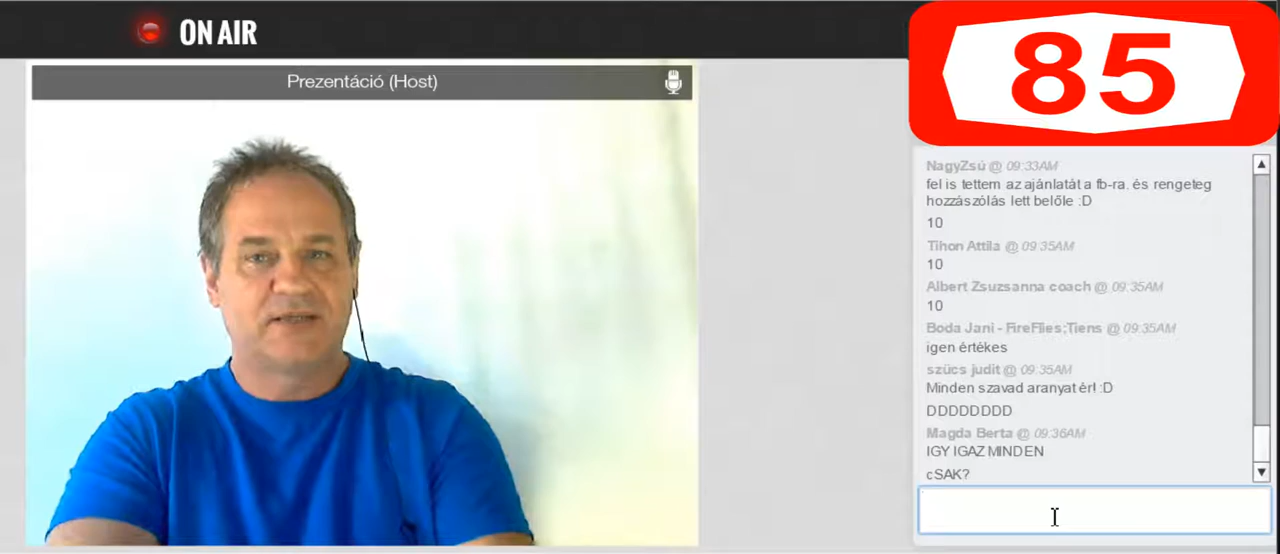 ON AIR
85
Prezentáció (Host)
NagyZsú @ 09:33AM
fel is tettem az ajánlatát a fb-ra. és rengeteg
hozzászólás lett belőle :D
10
Tihon Attila @ 09:35AM
10
Albert Zsuzsanna coach @ 09:35AM
10
Boda Jani - FireFlies;Tiens @ 09:35AM
igen értékes
szücs judit @ 09:35AM
Minden szavad aranyat ér! :D
DDDDDDDD
Magda Berta @ 09:36AM
IGY IGAZ MINDEN
cSAK?